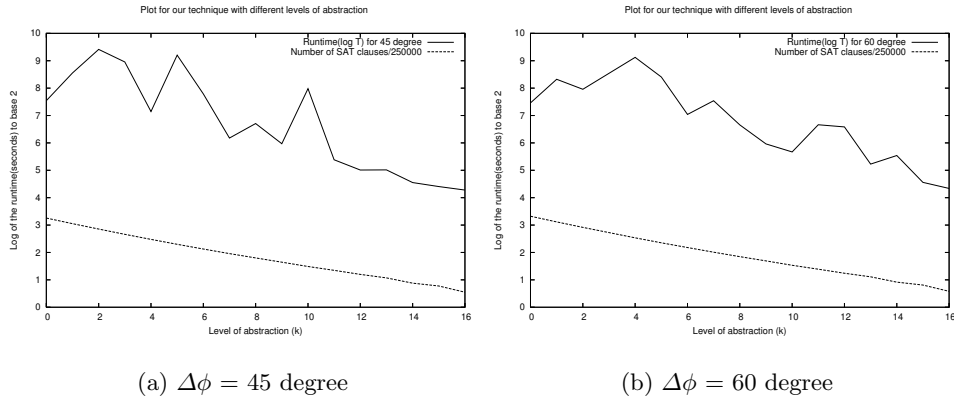 Plot for our technique with different levels of abstraction
Runtime(log T) for 45 degree
Number of SAT clauses/250000
Log of the runtime(seconds) to base 2
10
9
8
7
6
5
4
3
2
1
0
0 2 4 6 8 10 12 14 16
Level of abstraction (k)
(a) Δϕ = 45 degree
Plot for our technique with different levels of abstraction
Runtime(log T) for 60 degree
Number of SAT clauses/250000
Log of the runtime(seconds) to base 2
10
9
8
7
6
5
4
3
2
1
0
0 2 4 6 8 10 12 14 16
Level of abstraction (k)
(b) Δϕ = 60 degree